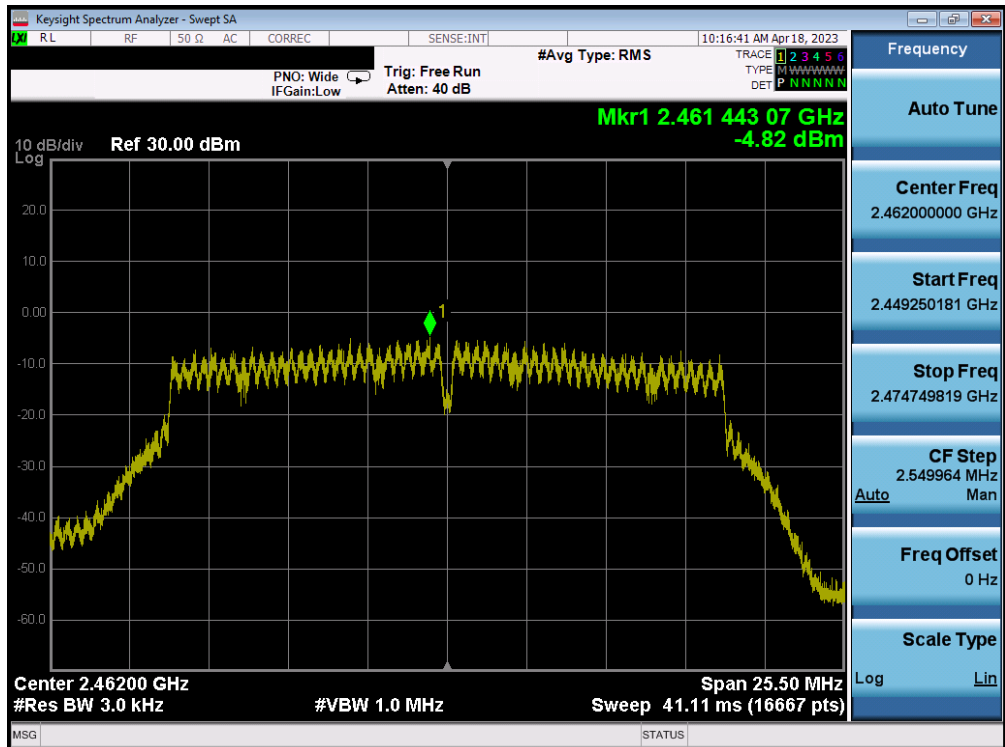 Keysight Spectrum Analyzer - Swept SA
LXI RL RF 50 Ω AC CORREC SENSE:INT 10:16:41 AM Apr 18, 2023
PNO: Wide
IFGain:Low
Trig: Free Run
Atten: 40 dB
#Avg Type: RMS
TRACE 1 2 3 4 5 6
TYPE M WWWWW
DET P N N N N N
Mkr1 2.461 443 07 GHz
-4.82 dBm
10 dB/div Ref 30.00 dBm
Log
20.0
10.0
0.00
-10.0
-20.0
-30.0
-40.0
-50.0
-60.0
1
Center 2.46200 GHz Span 25.50 MHz
#Res BW 3.0 kHz #VBW 1.0 MHz Sweep 41.11 ms (16667 pts)
MSG STATUS
Frequency
Auto Tune
Center Freq
2.462000000 GHz
Start Freq
2.449250181 GHz
Stop Freq
2.474749819 GHz
CF Step
2.549964 MHz
Auto Man
Freq Offset
0 Hz
Scale Type
Log Lin